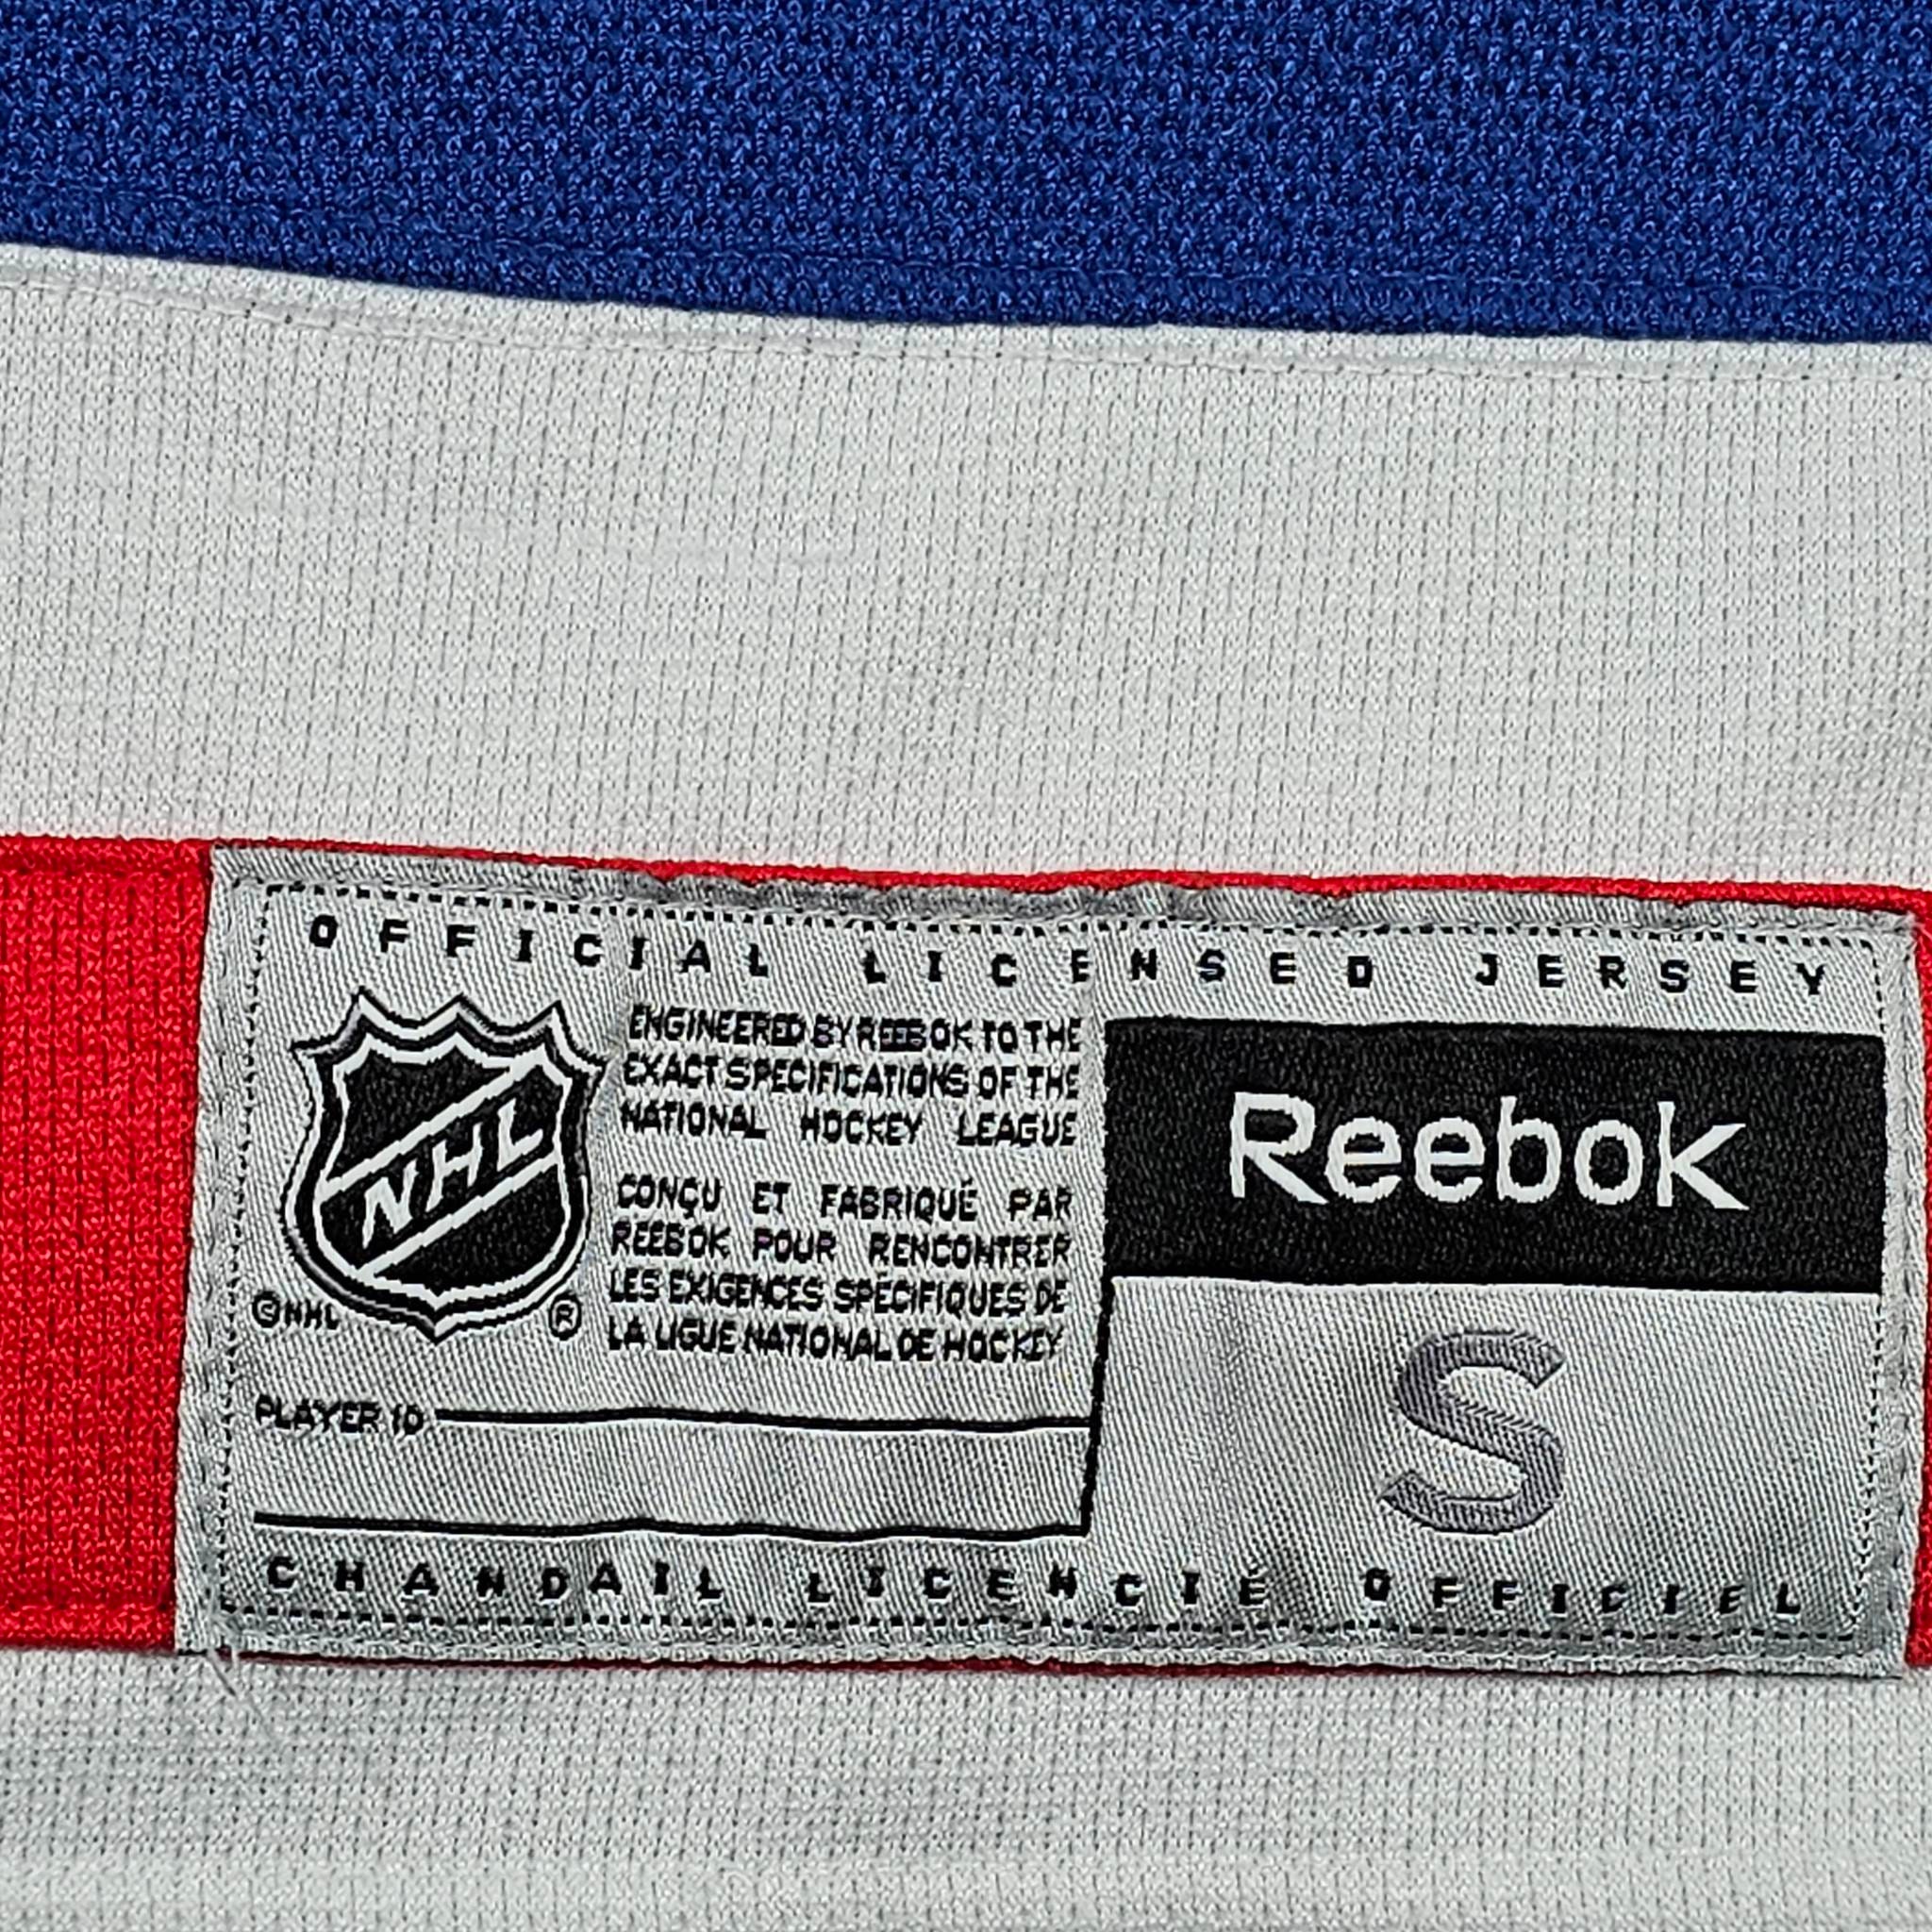 OFFICIAL LICENSED JERSEY
NHL
©NHL ®
ENGINEERED BY REEBOK TO THE
EXACT SPECIFICATIONS OF THE
NATIONAL HOCKEY LEAGUE
CONÇU ET FABRIQUÉ PAR
REEBOK POUR RENCONTRER
LES EXIGENCES SPÉCIFIQUES DE
LA LIGUE NATIONAL DE HOCKEY
PLAYER ID
Reebok
S
CHANDAIL LICENCIÉ OFFICIEL